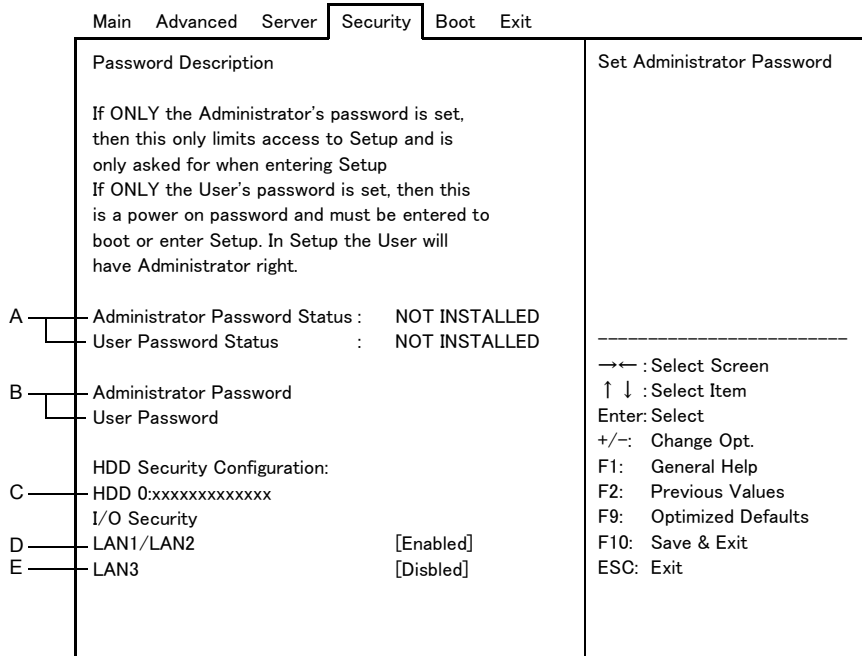 Main Advanced Server Security Boot Exit
Password Description
If ONLY the Administrator's password is set,
then this only limits access to Setup and is
only asked for when entering Setup
If ONLY the User's password is set, then this
is a power on password and must be entered to
boot or enter Setup. In Setup the User will
have Administrator right.
A
Administrator Password Status : NOT INSTALLED
User Password Status : NOT INSTALLED
B
Administrator Password
User Password
HDD Security Configuration:
C
HDD 0:xxxxxxxxxxxxx
I/O Security
D
LAN1/LAN2 [Enabled]
E
LAN3 [Disbled]
Set Administrator Password
-------------------------
→← : Select Screen
↑ ↓ : Select Item
Enter: Select
+/-: Change Opt.
F1: General Help
F2: Previous Values
F9: Optimized Defaults
F10: Save & Exit
ESC: Exit